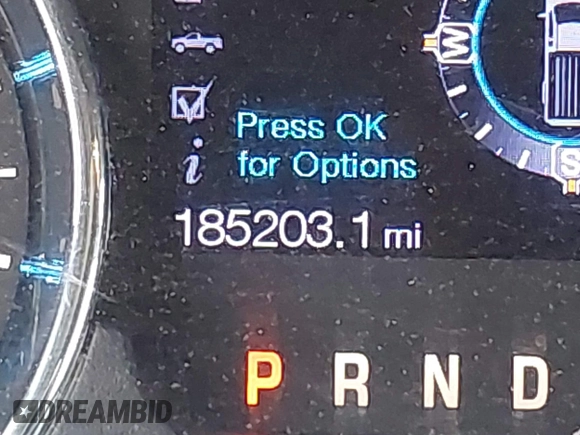 W
Press OK
for Options
S
i
185203.1 mi
P R N D
DREAMBID